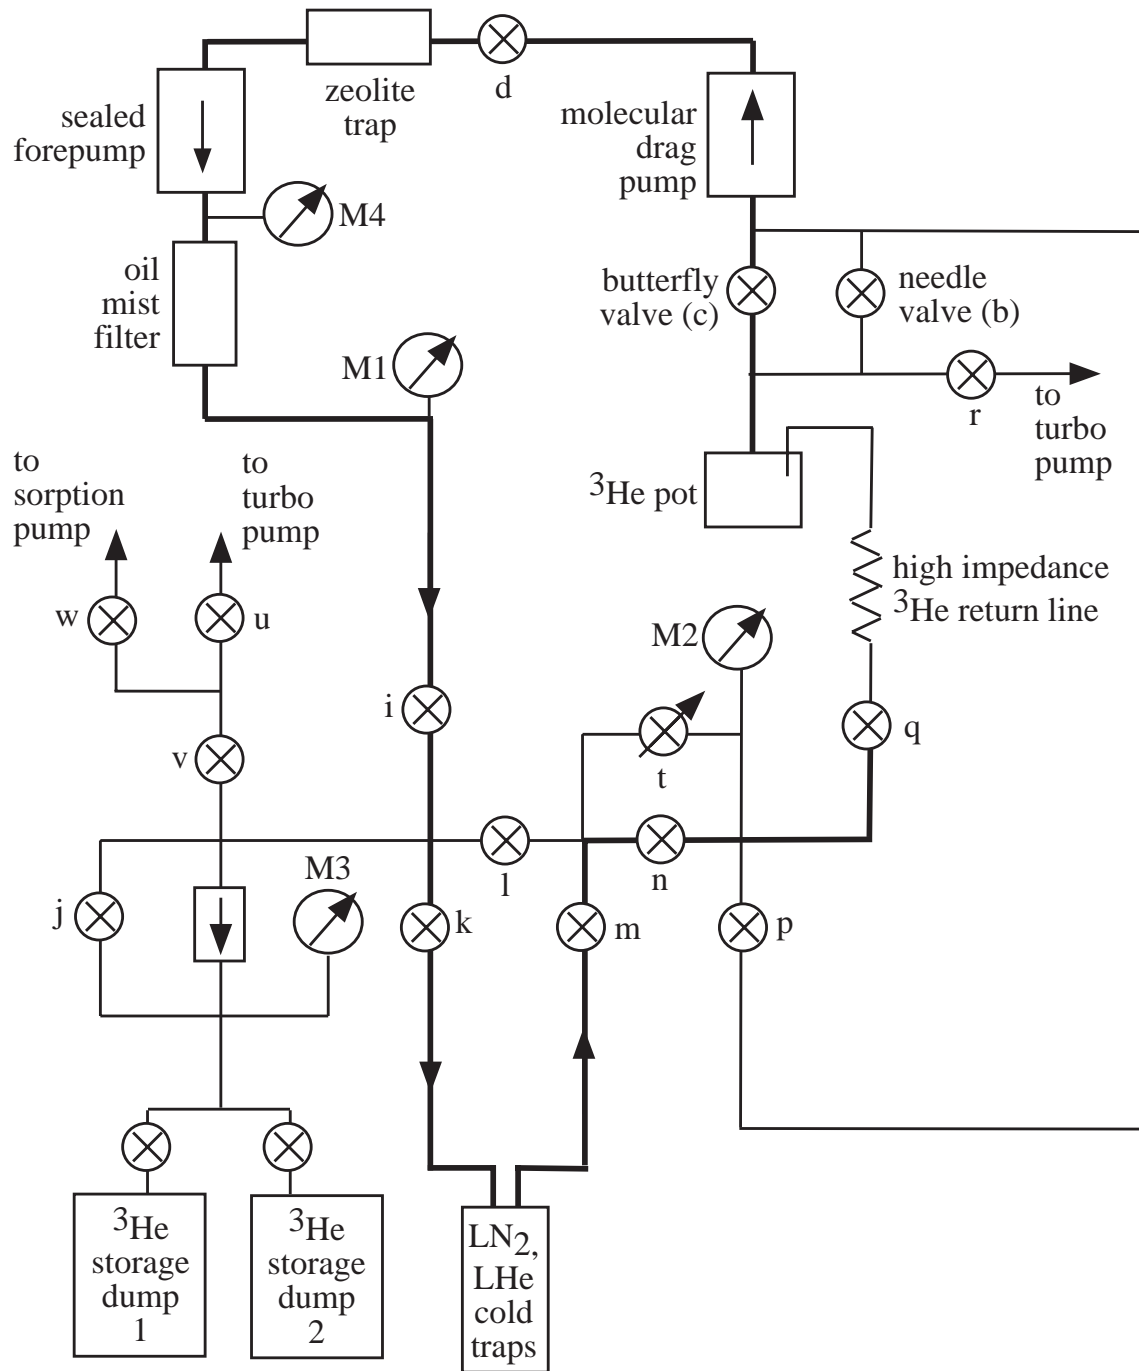 zeolite
trap
d
sealed
forepump
molecular
drag
pump
M4
oil
mist
filter
butterfly
valve (c)
needle
valve (b)
M1
r
to
turbo
pump
to
sorption
pump
to
turbo
pump
3He pot
high impedance
3He return line
w
u
M2
i
q
v
t
l
n
M3
j
k
m
p
3He
storage
dump
1
3He
storage
dump
2
LN2,
LHe
cold
traps